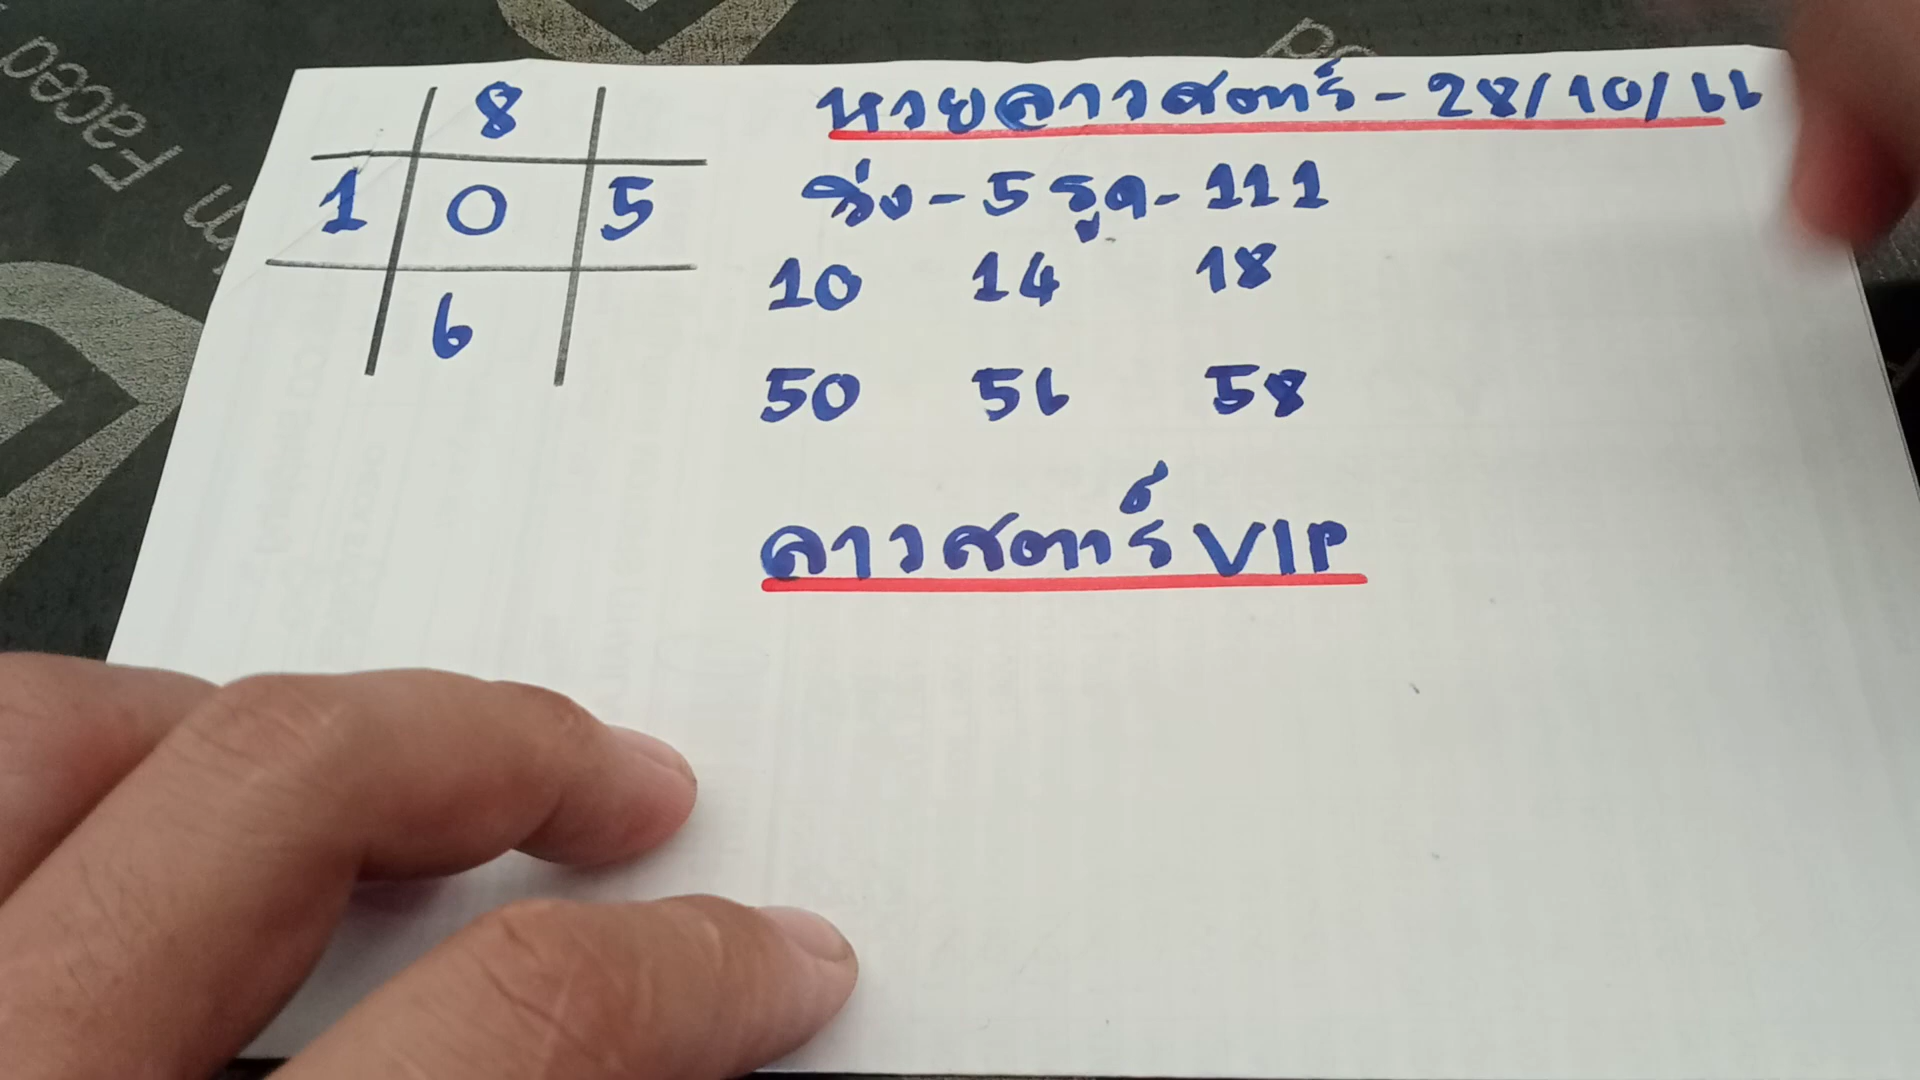 8
1 0 5
6
หวยลาวสตาร์ - 28/10/66
วิ่ง - 5 รูด - 111
10 14 18
50 56 58
ลาวสตาร์ VIP
Faced